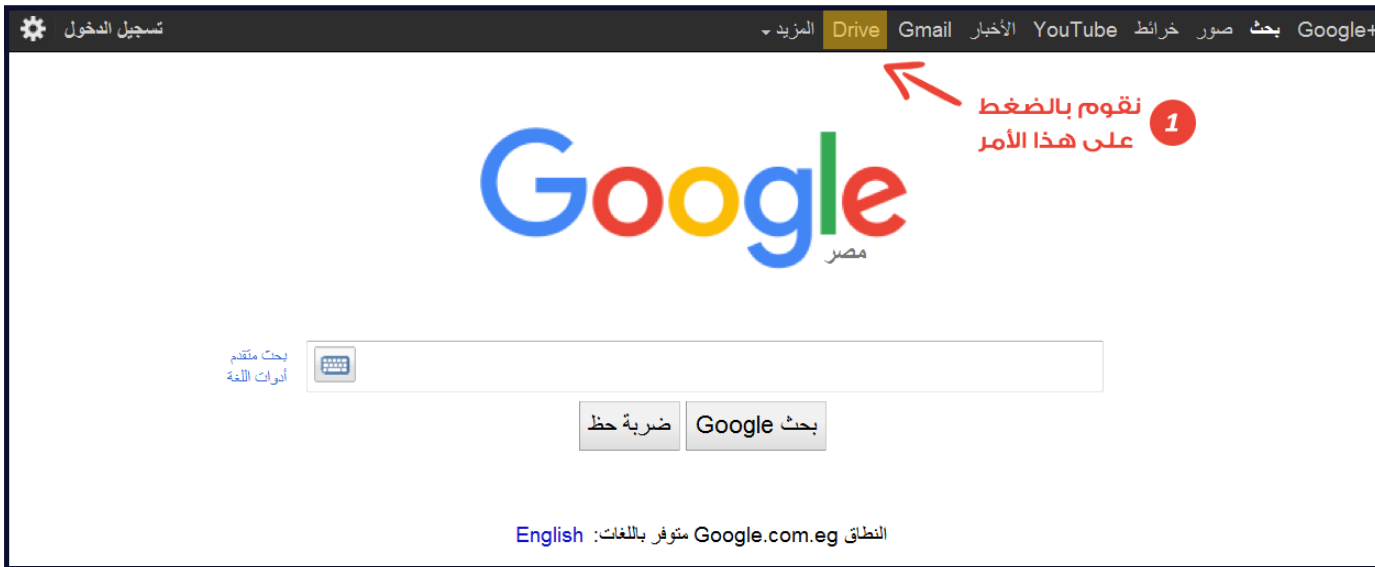 Google+ بحث صور خرائط YouTube الأخبار Gmail Drive المزيد تسجيل الدخول
1 نقوم بالضغط
على هذا الأمر
Google
مصر
بحث متقدم
أدوات اللغة
بحث Google ضربة حظ
النطاق Google.com.eg متوفر باللغات: English